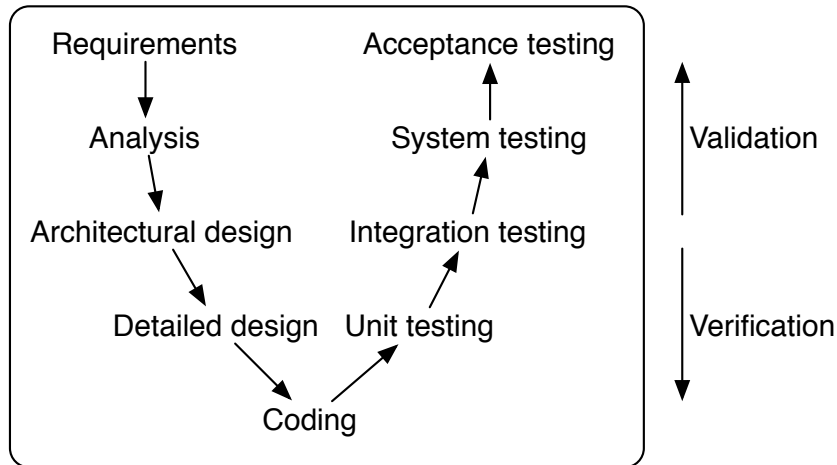 Requirements
Acceptance testing
Analysis
System testing
Validation
Architectural design
Integration testing
Detailed design
Unit testing
Verification
Coding